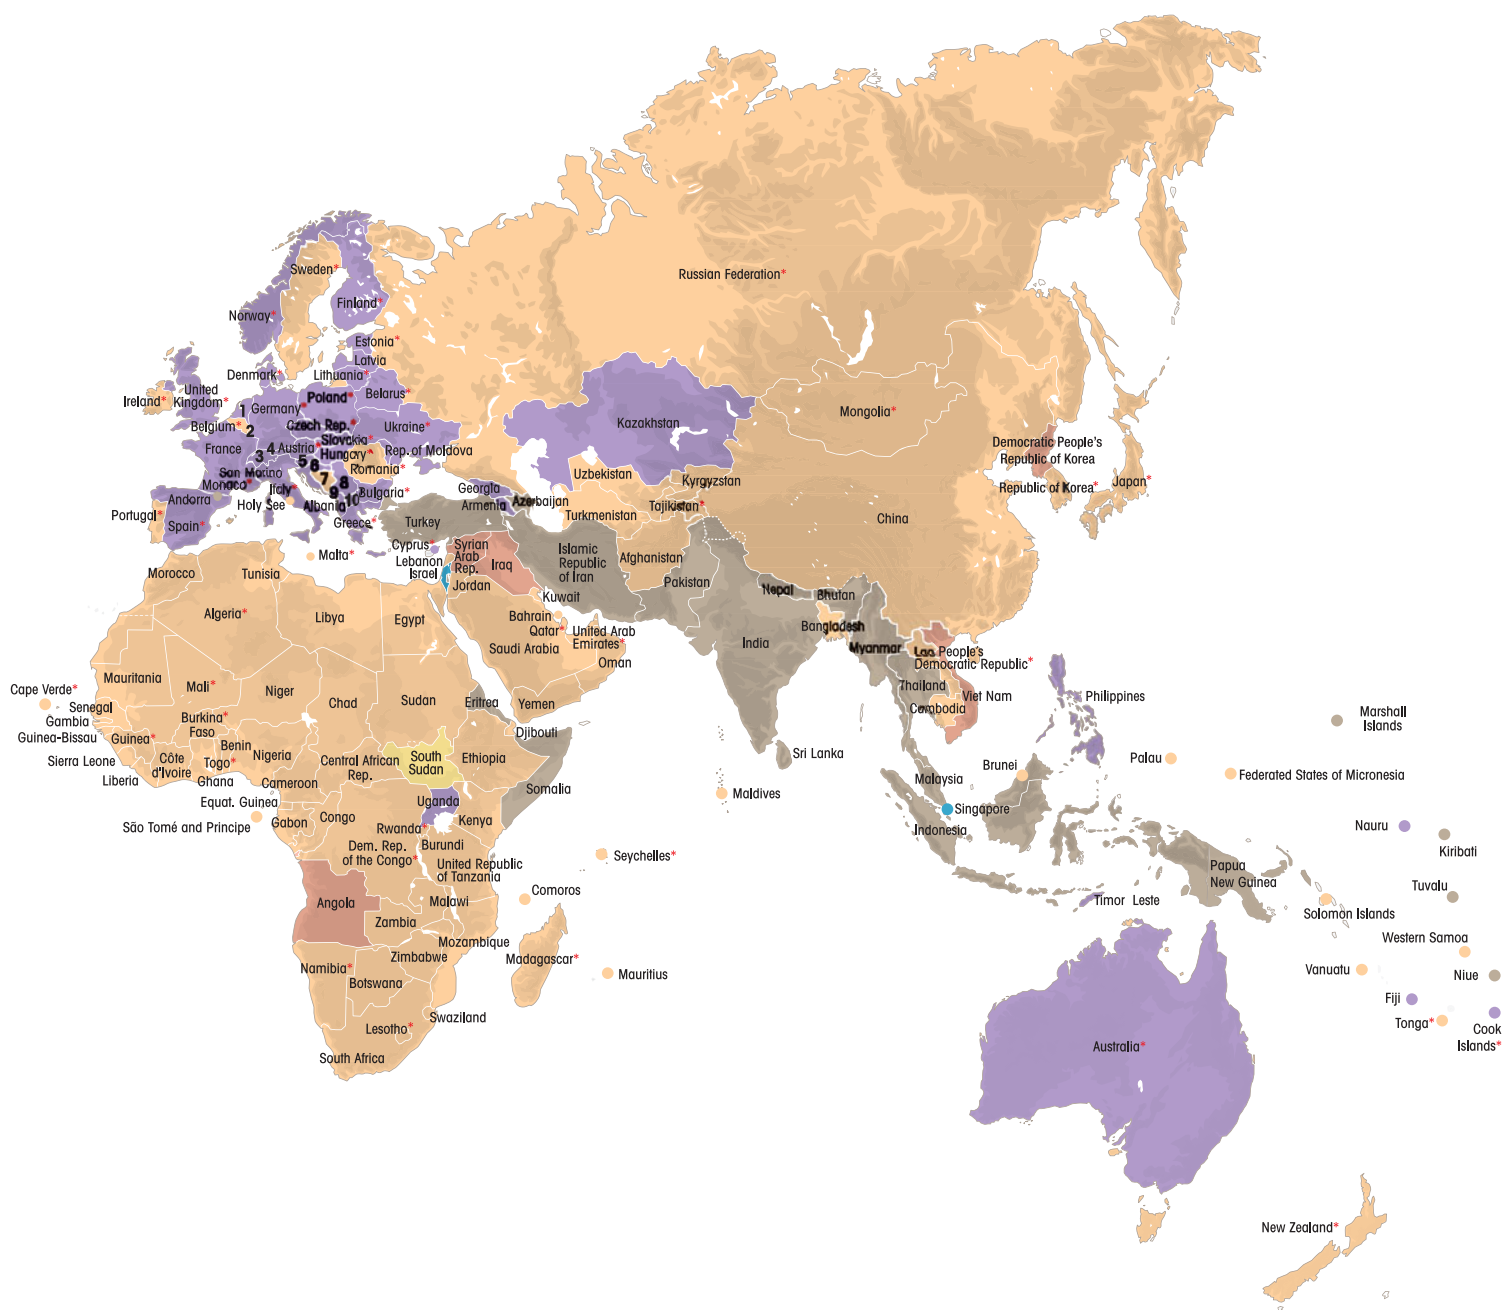 Russian Federation*
Sweden*
Finland*
Norway*
Estonia*
Latvia
Denmark*
Lithuania*
United
Kingdom*
Ireland*
Belarus*
Poland*
1
Germany*
Belgium*
2
Czech Rep.*
Ukraine*
Slovakia*
France
3
4
Austria*
Hungary*
Rep. of Moldova
5
6
Romania*
San Marino
Monaco*
7
8
Italy*
9
10
Bulgaria*
Andorra
Holy See
Albania
Portugal*
Spain*
Greece*
Malta*
Kazakhstan
Mongolia*
Democratic People's
Republic of Korea
Republic of Korea*
Japan*
Uzbekistan
Kyrgyzstan
Georgia
Armenia
Azerbaijan
Turkmenistan
Tajikistan*
China
Turkey
Cyprus*
Lebanon
Israel
Syrian
Arab
Rep.
Iraq
Jordan
Islamic
Republic
of Iran
Afghanistan
Pakistan
Kuwait
Bahrain
Qatar*
United Arab
Emirates*
Saudi Arabia
Oman
Yemen
Nepal
Bhutan
Bangladesh
India
Myanmar
Lao People's
Democratic Republic*
Thailand
Viet Nam
Cambodia
Philippines
Sri Lanka
Maldives
Brunei
Malaysia
Singapore
Indonesia
Morocco
Tunisia
Algeria*
Libya
Egypt
Mauritania
Mali*
Niger
Chad
Sudan
Eritrea
Cape Verde*
Senegal
Gambia
Guinea-Bissau
Guinea*
Sierra Leone
Liberia
Burkina*
Faso
Côte
d'Ivoire
Togo*
Ghana
Benin
Nigeria
Cameroon
Central African
Rep.
South
Sudan
Ethiopia
Djibouti
Somalia
Equat. Guinea
São Tomé and Principe
Gabon
Congo
Uganda
Kenya
Rwanda*
Burundi
Dem. Rep.
of the Congo*
United Republic
of Tanzania
Seychelles*
Comoros
Angola
Zambia
Malawi
Mozambique
Zimbabwe
Namibia*
Botswana
Madagascar*
Mauritius
Swaziland
Lesotho*
South Africa
Marshall
Islands
Palau
Federated States of Micronesia
Nauru
Kiribati
Papua
New Guinea
Tuvalu
Timor Leste
Solomon Islands
Western Samoa
Vanuatu
Niue
Fiji
Tonga*
Cook
Islands*
Australia*
New Zealand*